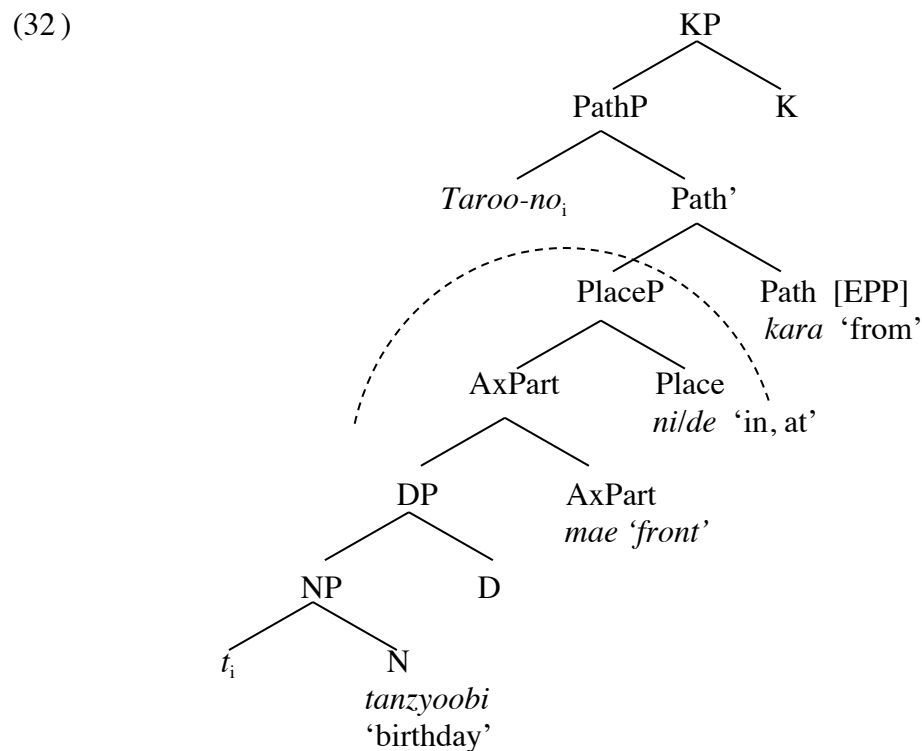 (32) KP
PathP K
Taroo-noi Path’
PlaceP Path [EPP]
kara ‘from’
AxPart Place
ni/de ‘in, at’
DP AxPart
mae ‘front’
NP D
ti N
tanzyoobi
‘birthday’